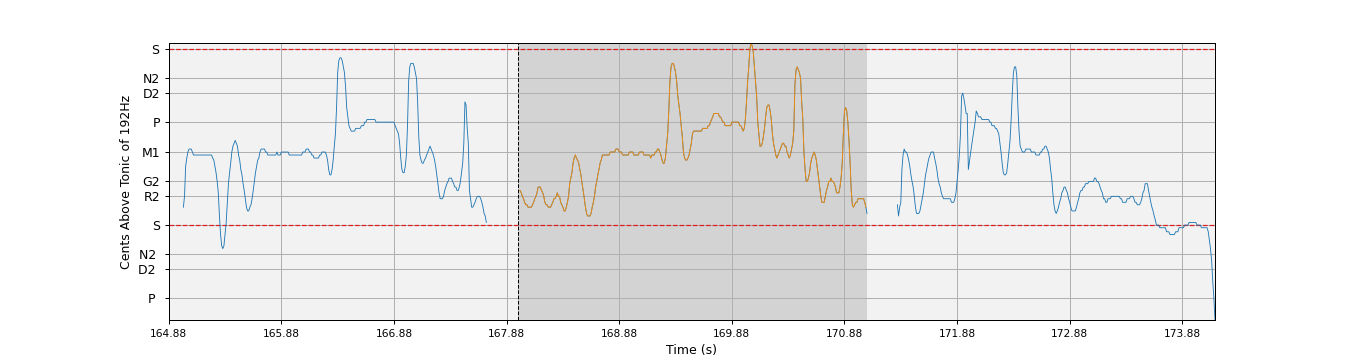 S
N2
D2
P
M1
G2
R2
S
N2
D2
P
Cents Above Tonic of 192Hz
164.88 165.88 166.88 167.88 168.88 169.88 170.88 171.88 172.88 173.88
Time (s)